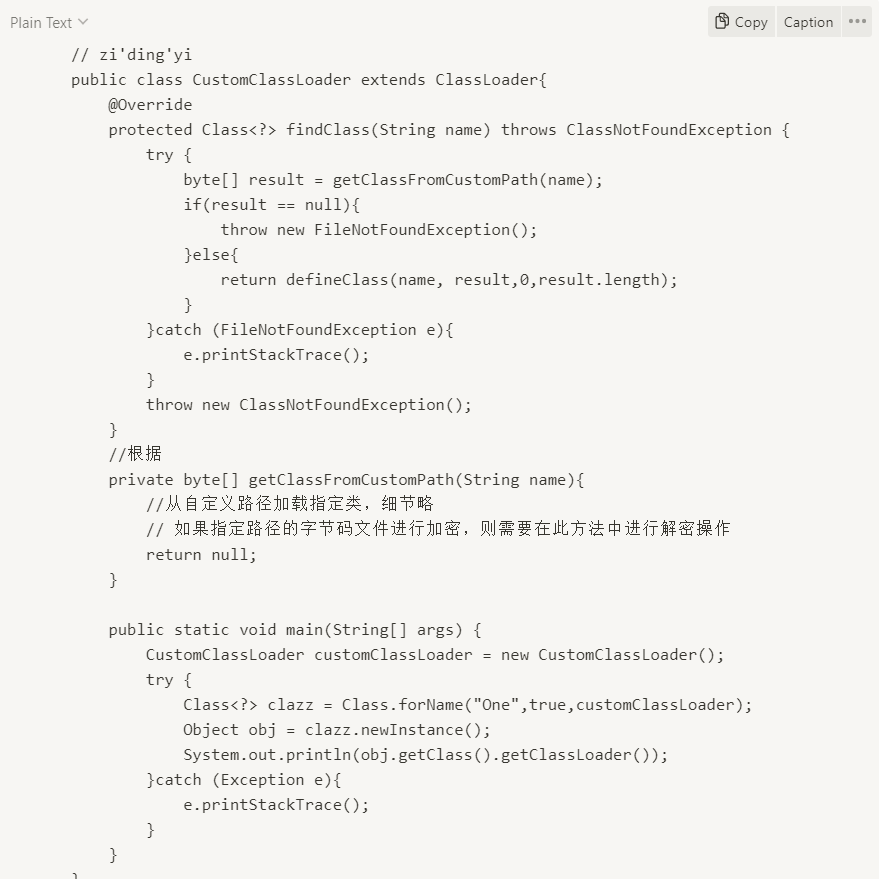 Plain Text
Copy Caption
// zi'ding'yi
public class CustomClassLoader extends ClassLoader{
    @Override
    protected Class<?> findClass(String name) throws ClassNotFoundException {
        try {
            byte[] result = getClassFromCustomPath(name);
            if(result == null){
                throw new FileNotFoundException();
            }else{
                return defineClass(name, result,0,result.length);
            }
        }catch (FileNotFoundException e){
            e.printStackTrace();
        }
        throw new ClassNotFoundException();
    }
    //根据
    private byte[] getClassFromCustomPath(String name){
        //从自定义路径加载指定类，细节略
        // 如果指定路径的字节码文件进行加密，则需要在此方法中进行解密操作
        return null;
    }

    public static void main(String[] args) {
        CustomClassLoader customClassLoader = new CustomClassLoader();
        try {
            Class<?> clazz = Class.forName("One",true,customClassLoader);
            Object obj = clazz.newInstance();
            System.out.println(obj.getClass().getClassLoader());
        }catch (Exception e){
            e.printStackTrace();
        }
    }
}